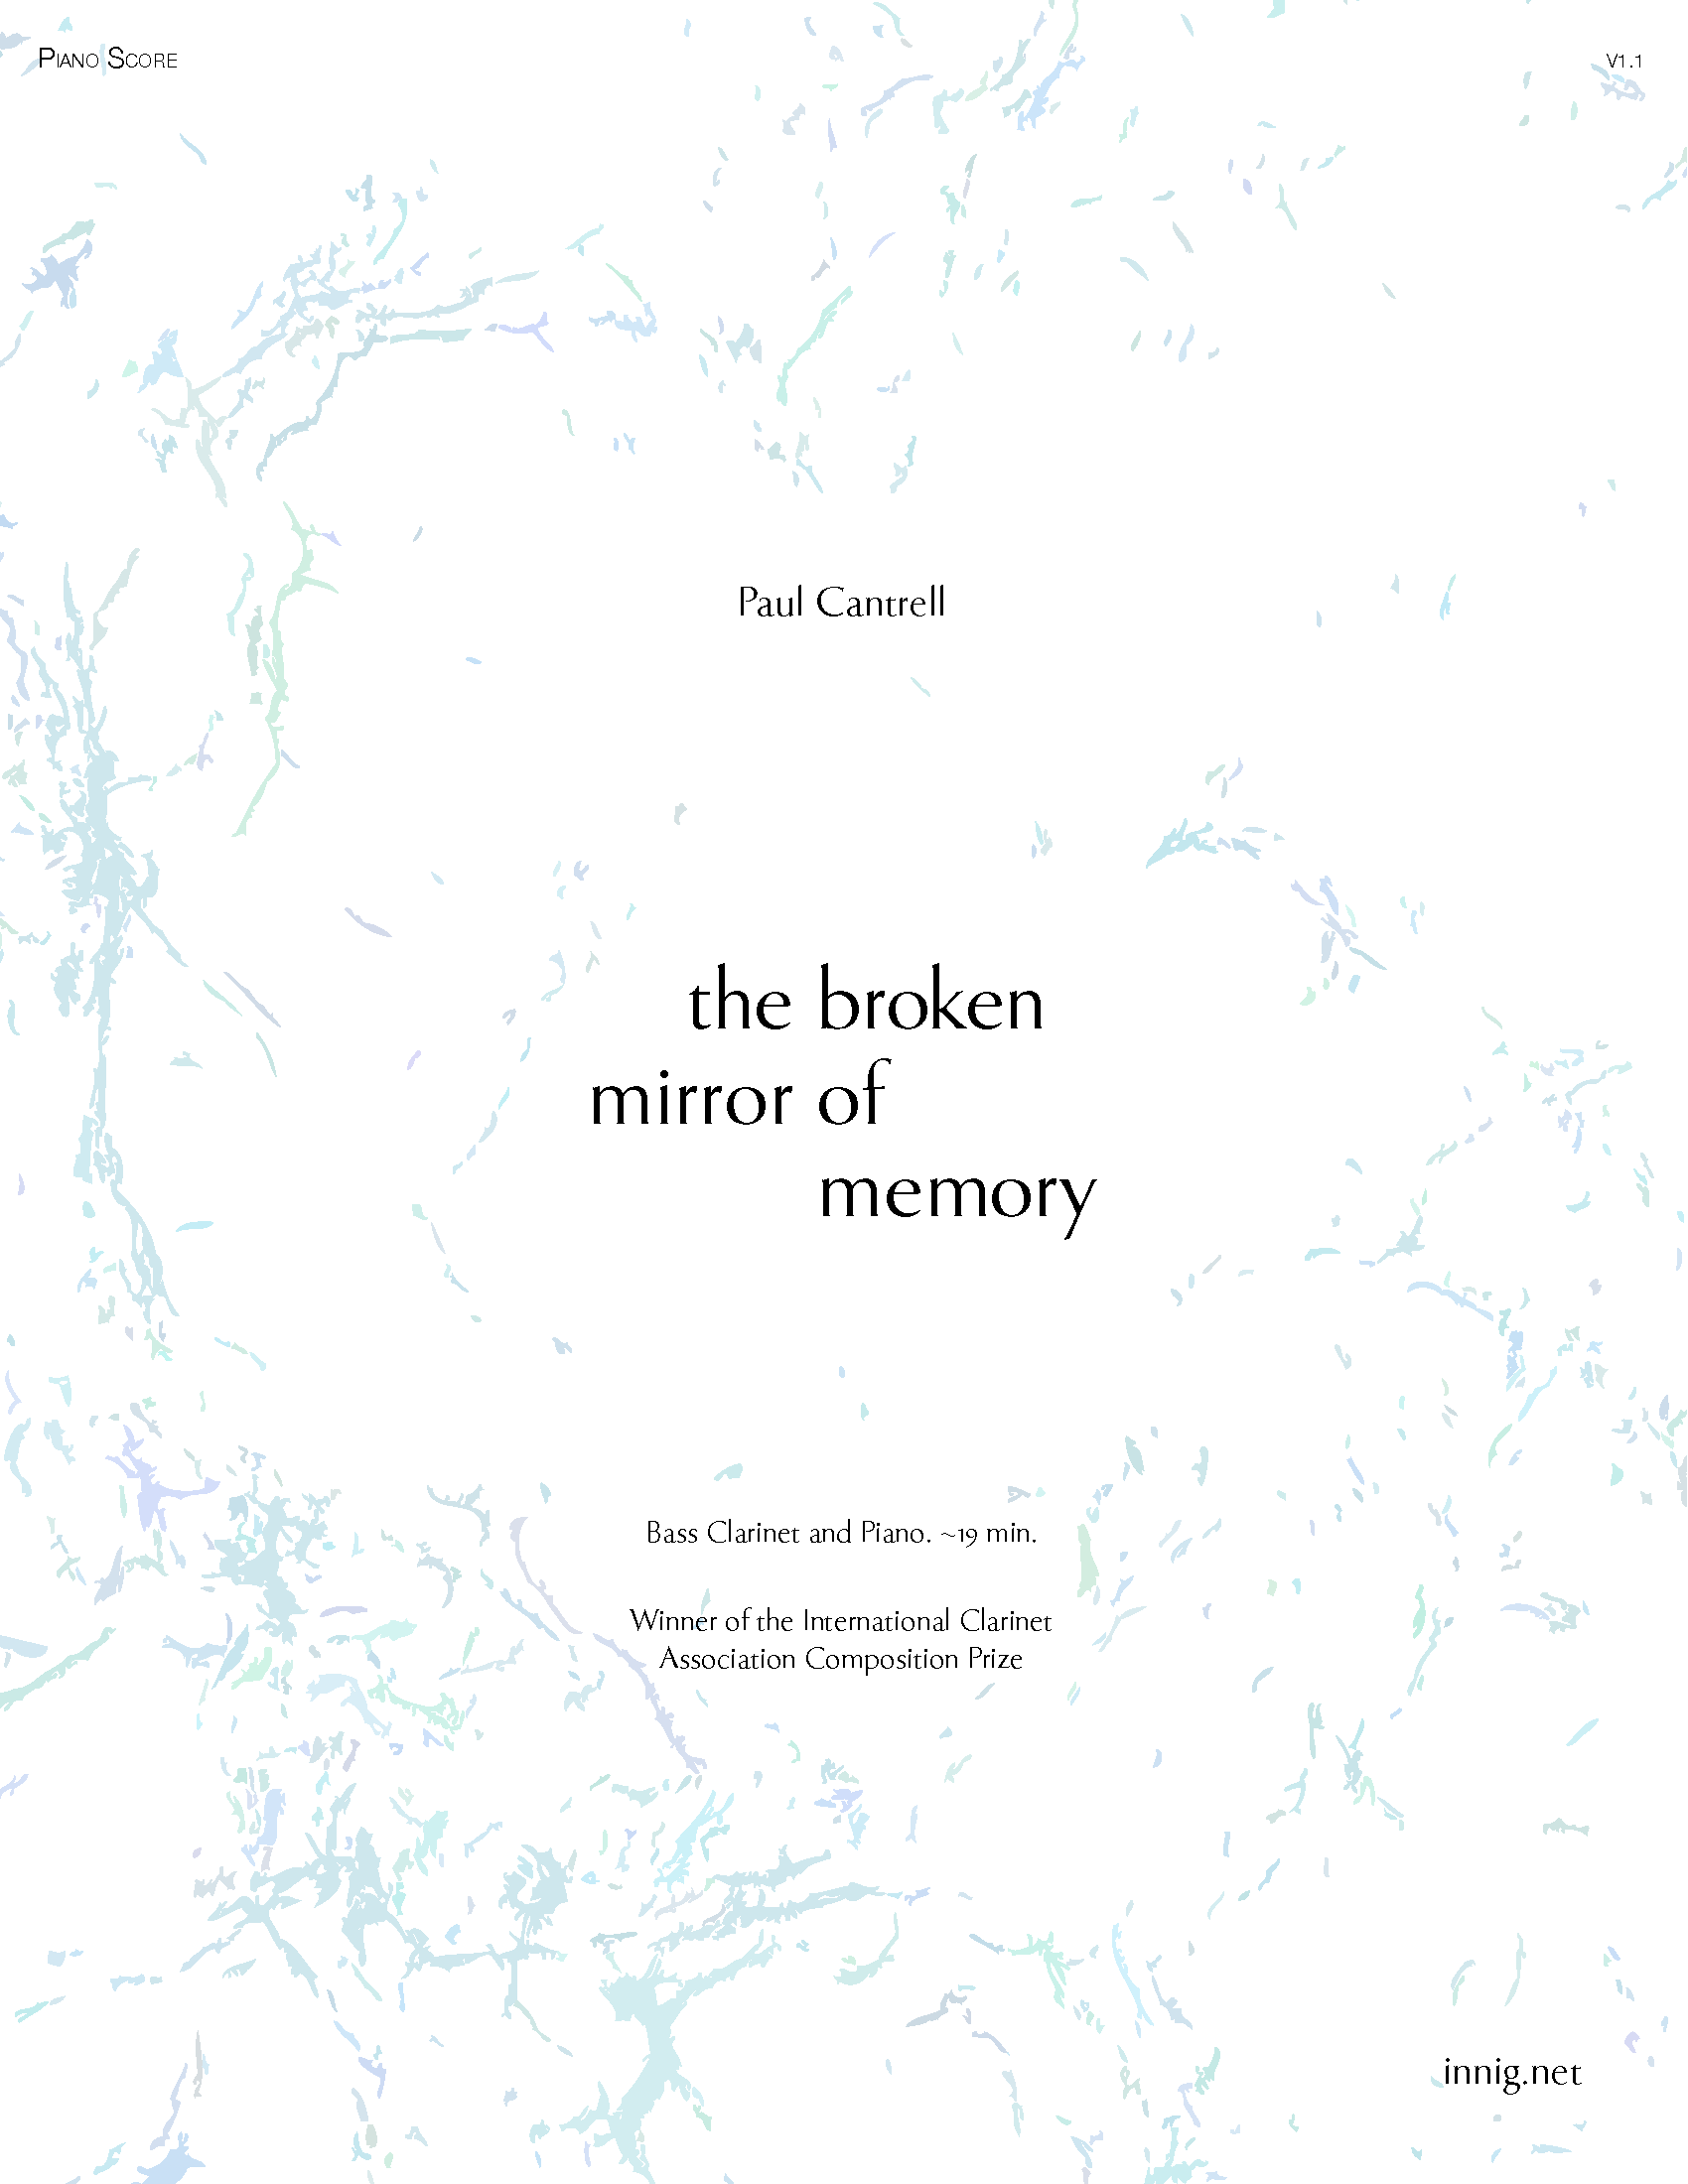 Piano Score
V1.1
Paul Cantrell
the broken
mirror of
memory
Bass Clarinet and Piano. ~19 min.
Winner of the International Clarinet
Association Composition Prize
innig.net